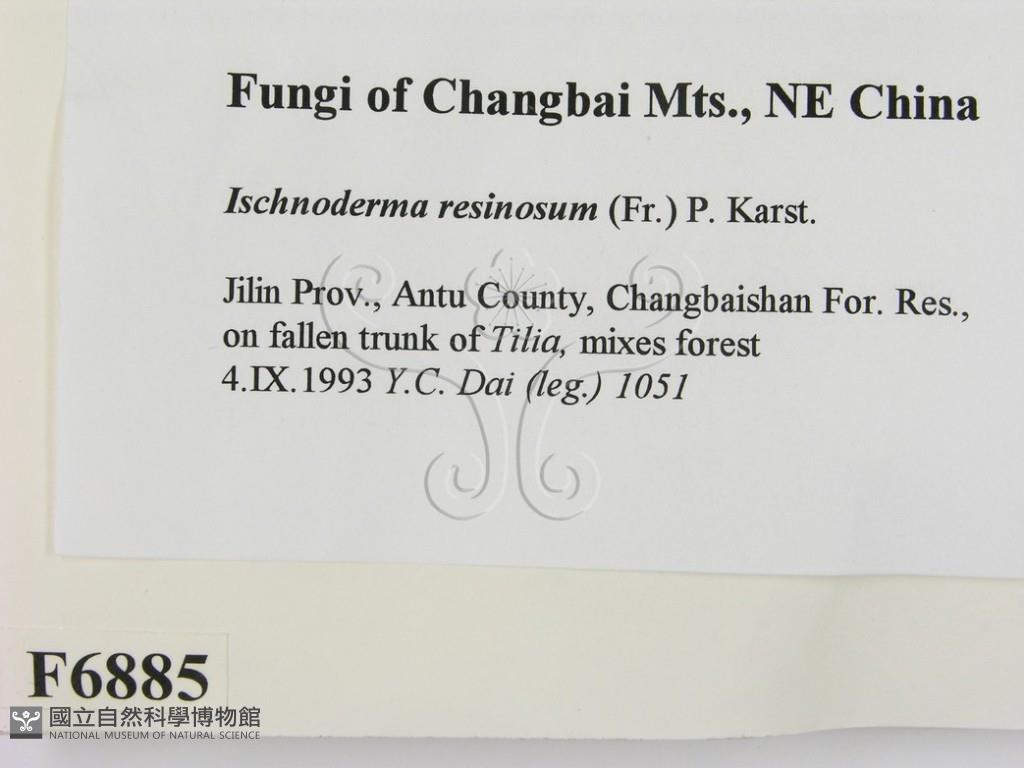 Fungi of Changbai Mts., NE China
Ischnoderma resinosum (Fr.) P. Karst.
Jilin Prov., Antu County, Changbaishan For. Res.,
on fallen trunk of Tilia, mixes forest
4.IX.1993 Y.C. Dai (leg.) 1051
F6885
國立自然科學博物館
NATIONAL MUSEUM OF NATURAL SCIENCE